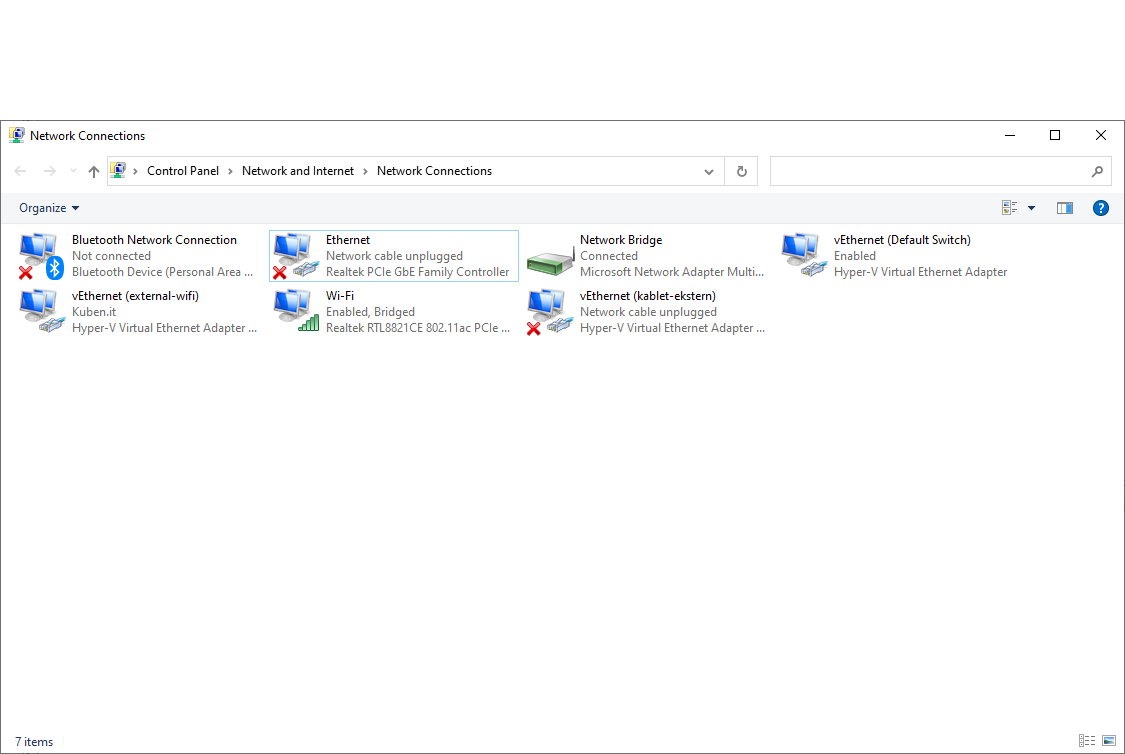 Network Connections
Control Panel > Network and Internet > Network Connections
Organize
Bluetooth Network Connection
Not connected
Bluetooth Device (Personal Area ...
Ethernet
Network cable unplugged
Realtek PCIe GbE Family Controller
Network Bridge
Connected
Microsoft Network Adapter Multi...
vEthernet (Default Switch)
Enabled
Hyper-V Virtual Ethernet Adapter
vEthernet (external-wifi)
Kuben.it
Hyper-V Virtual Ethernet Adapter ...
Wi-Fi
Enabled, Bridged
Realtek RTL8821CE 802.11ac PCIe ...
vEthernet (kablet-ekstern)
Network cable unplugged
Hyper-V Virtual Ethernet Adapter ...
7 items